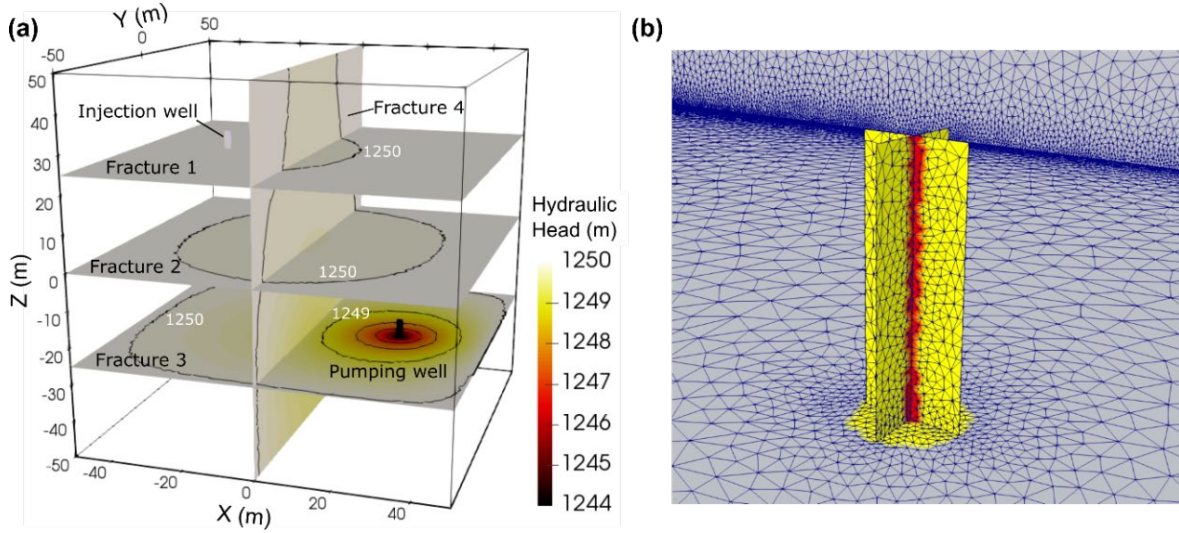 (a)
Y (m)
-50
0
50
50
40
30
20
10
0
-10
-20
-30
-40
-50
Z (m)
Injection well
Fracture 4
1250
Fracture 1
Fracture 2
1250
1250
1249
Fracture 3
Pumping well
-40
-20
0
20
40
X (m)
Hydraulic
Head (m)
1250
1249
1248
1247
1246
1245
1244
(b)